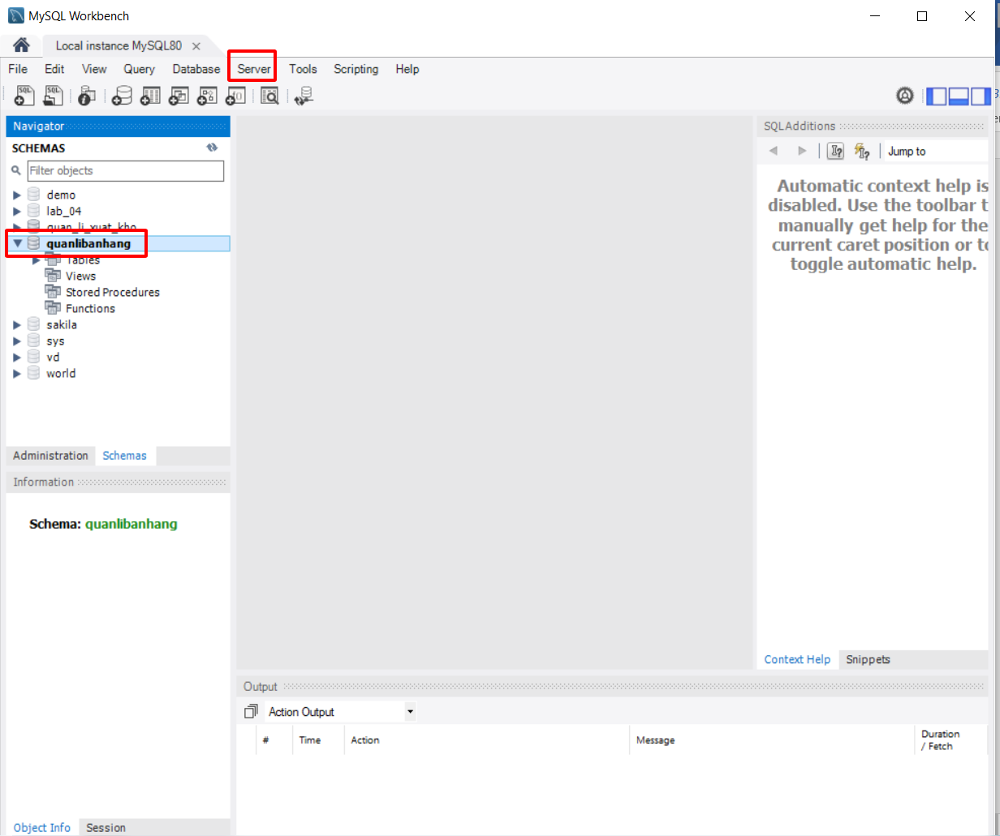 MySQL Workbench
Local instance MySQL80
File Edit View Query Database Server Tools Scripting Help
Navigator
SCHEMAS
Filter objects
demo
lab_04
quan_li_xuat_kho
quanlibanhang
Tables
Views
Stored Procedures
Functions
sakila
sys
vd
world
Administration Schemas
Information
Schema: quanlibanhang
Object Info Session
SQLAdditions
Jump to
Automatic context help is
disabled. Use the toolbar t
manually get help for the
current caret position or to
toggle automatic help.
Context Help Snippets
Output
Action Output
# Time Action Message Duration / Fetch